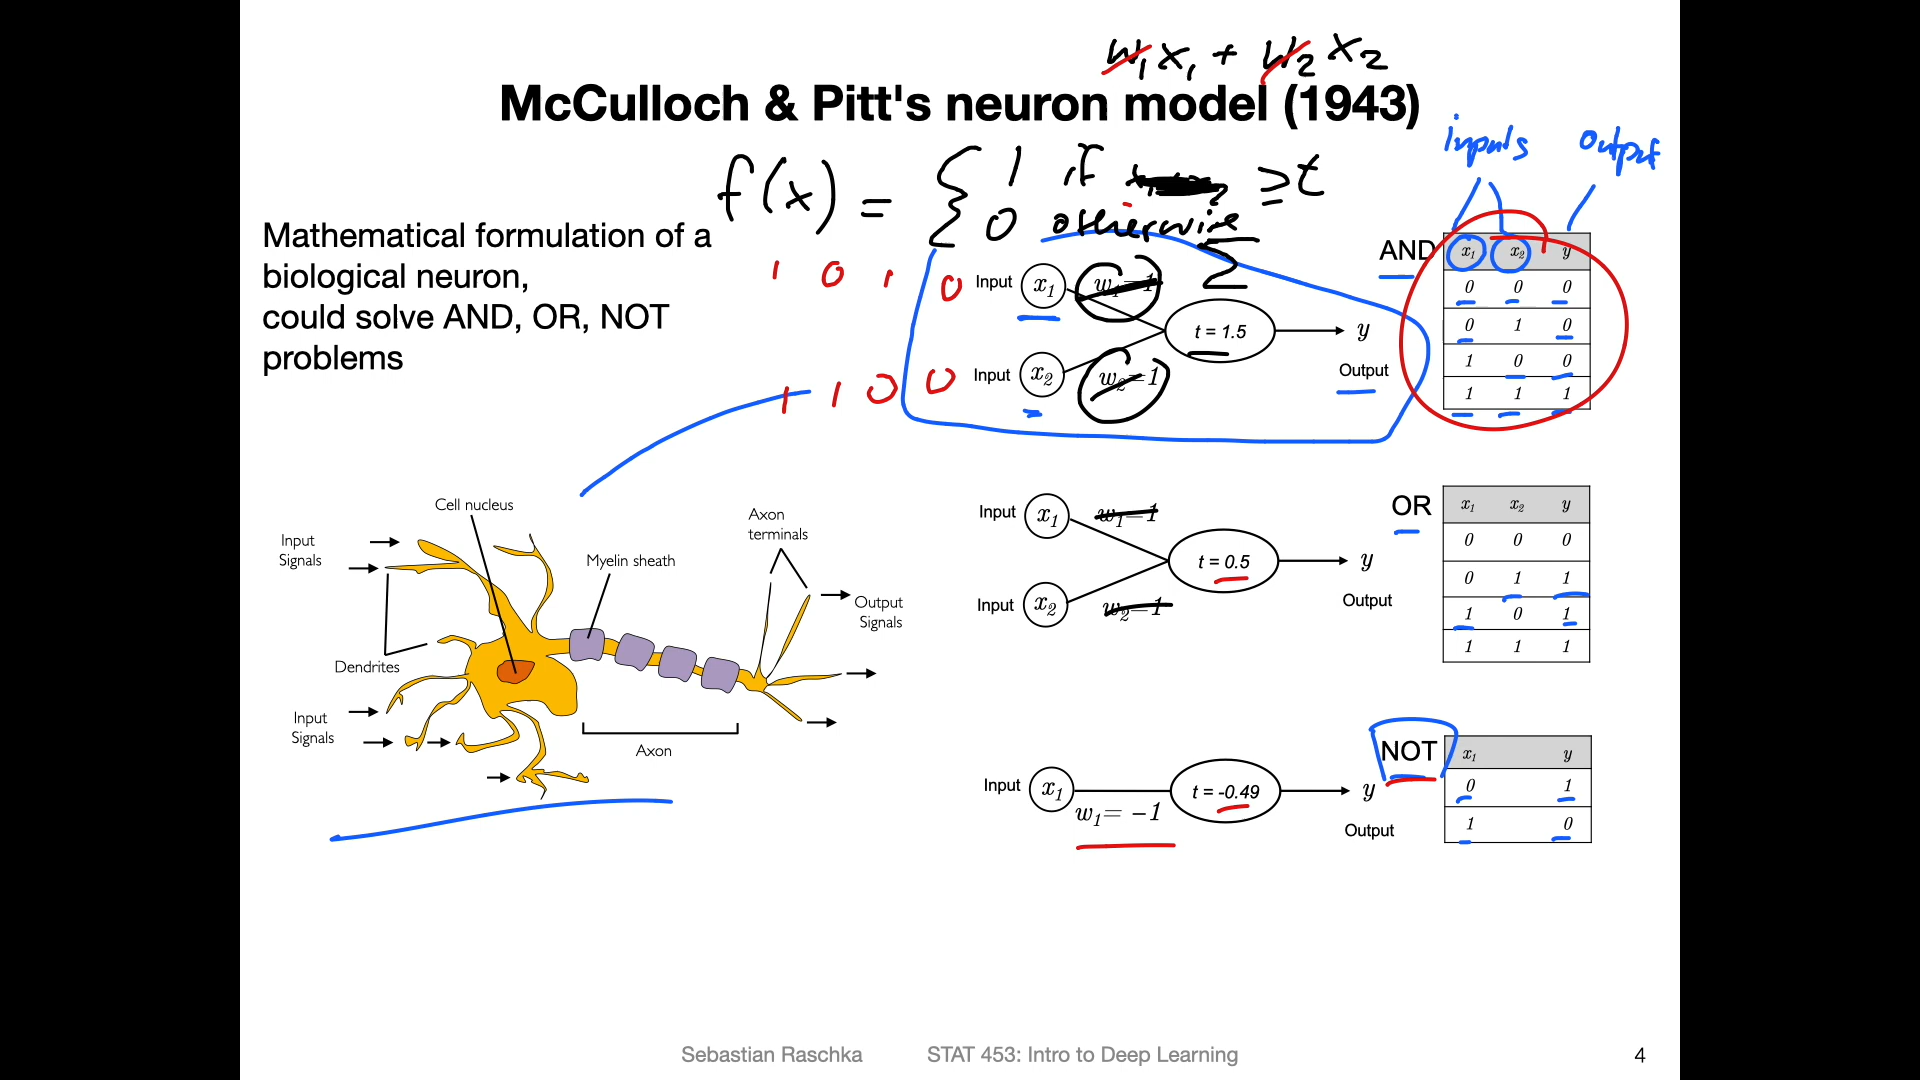 w₁x₁ + w₂x₂
McCulloch & Pitt's neuron model (1943)
inputs output
f(x) = { 1 if ≥ t
0 otherwise
Σ
Mathematical formulation of a
biological neuron,
could solve AND, OR, NOT
problems
1 0 1 0
1 1 0 0
Input x₁ w₁=1
t = 1.5 y
Input x₂ w₂=1
Output
AND
x₁ x₂ y
0 0 0
0 1 0
1 0 0
1 1 1
Input x₁ w₁=1
t = 0.5 y
Input x₂ w₂=1
Output
OR
x₁ x₂ y
0 0 0
0 1 1
1 0 1
1 1 1
Input x₁ w₁= −1
t = -0.49 y
Output
NOT
x₁ y
0 1
1 0
Cell nucleus
Axon
terminals
Input
Signals
Myelin sheath
Output
Signals
Dendrites
Input
Signals
Axon
Sebastian Raschka STAT 453: Intro to Deep Learning 4